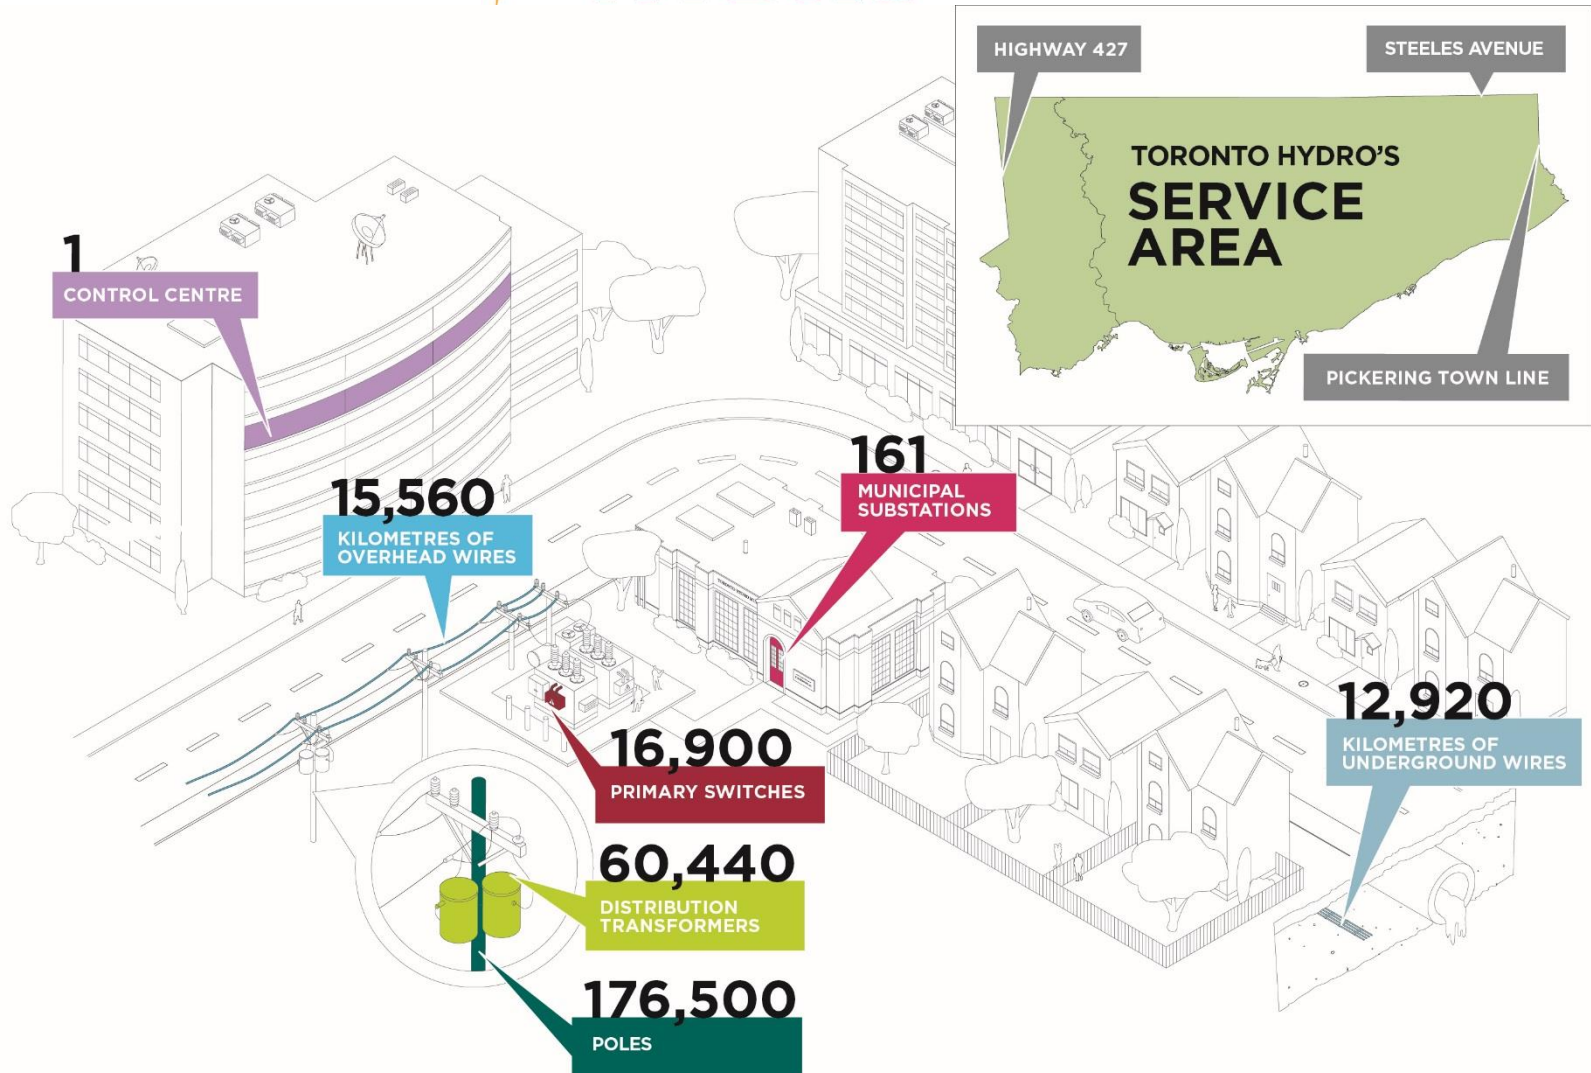 HIGHWAY 427
STEELES AVENUE
TORONTO HYDRO'S
SERVICE
AREA
PICKERING TOWN LINE
1
CONTROL CENTRE
15,560
KILOMETRES OF
OVERHEAD WIRES
161
MUNICIPAL
SUBSTATIONS
12,920
KILOMETRES OF
UNDERGROUND WIRES
16,900
PRIMARY SWITCHES
60,440
DISTRIBUTION
TRANSFORMERS
176,500
POLES